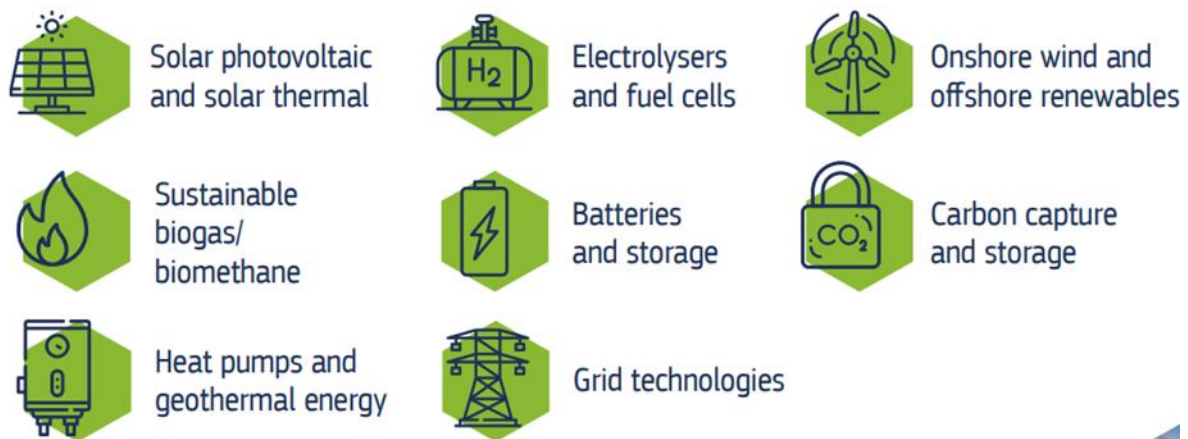 Solar photovoltaic
and solar thermal
H2
Electrolysers
and fuel cells
Onshore wind and
offshore renewables
Sustainable
biogas/
biomethane
Batteries
and storage
CO2
Carbon capture
and storage
Heat pumps and
geothermal energy
Grid technologies